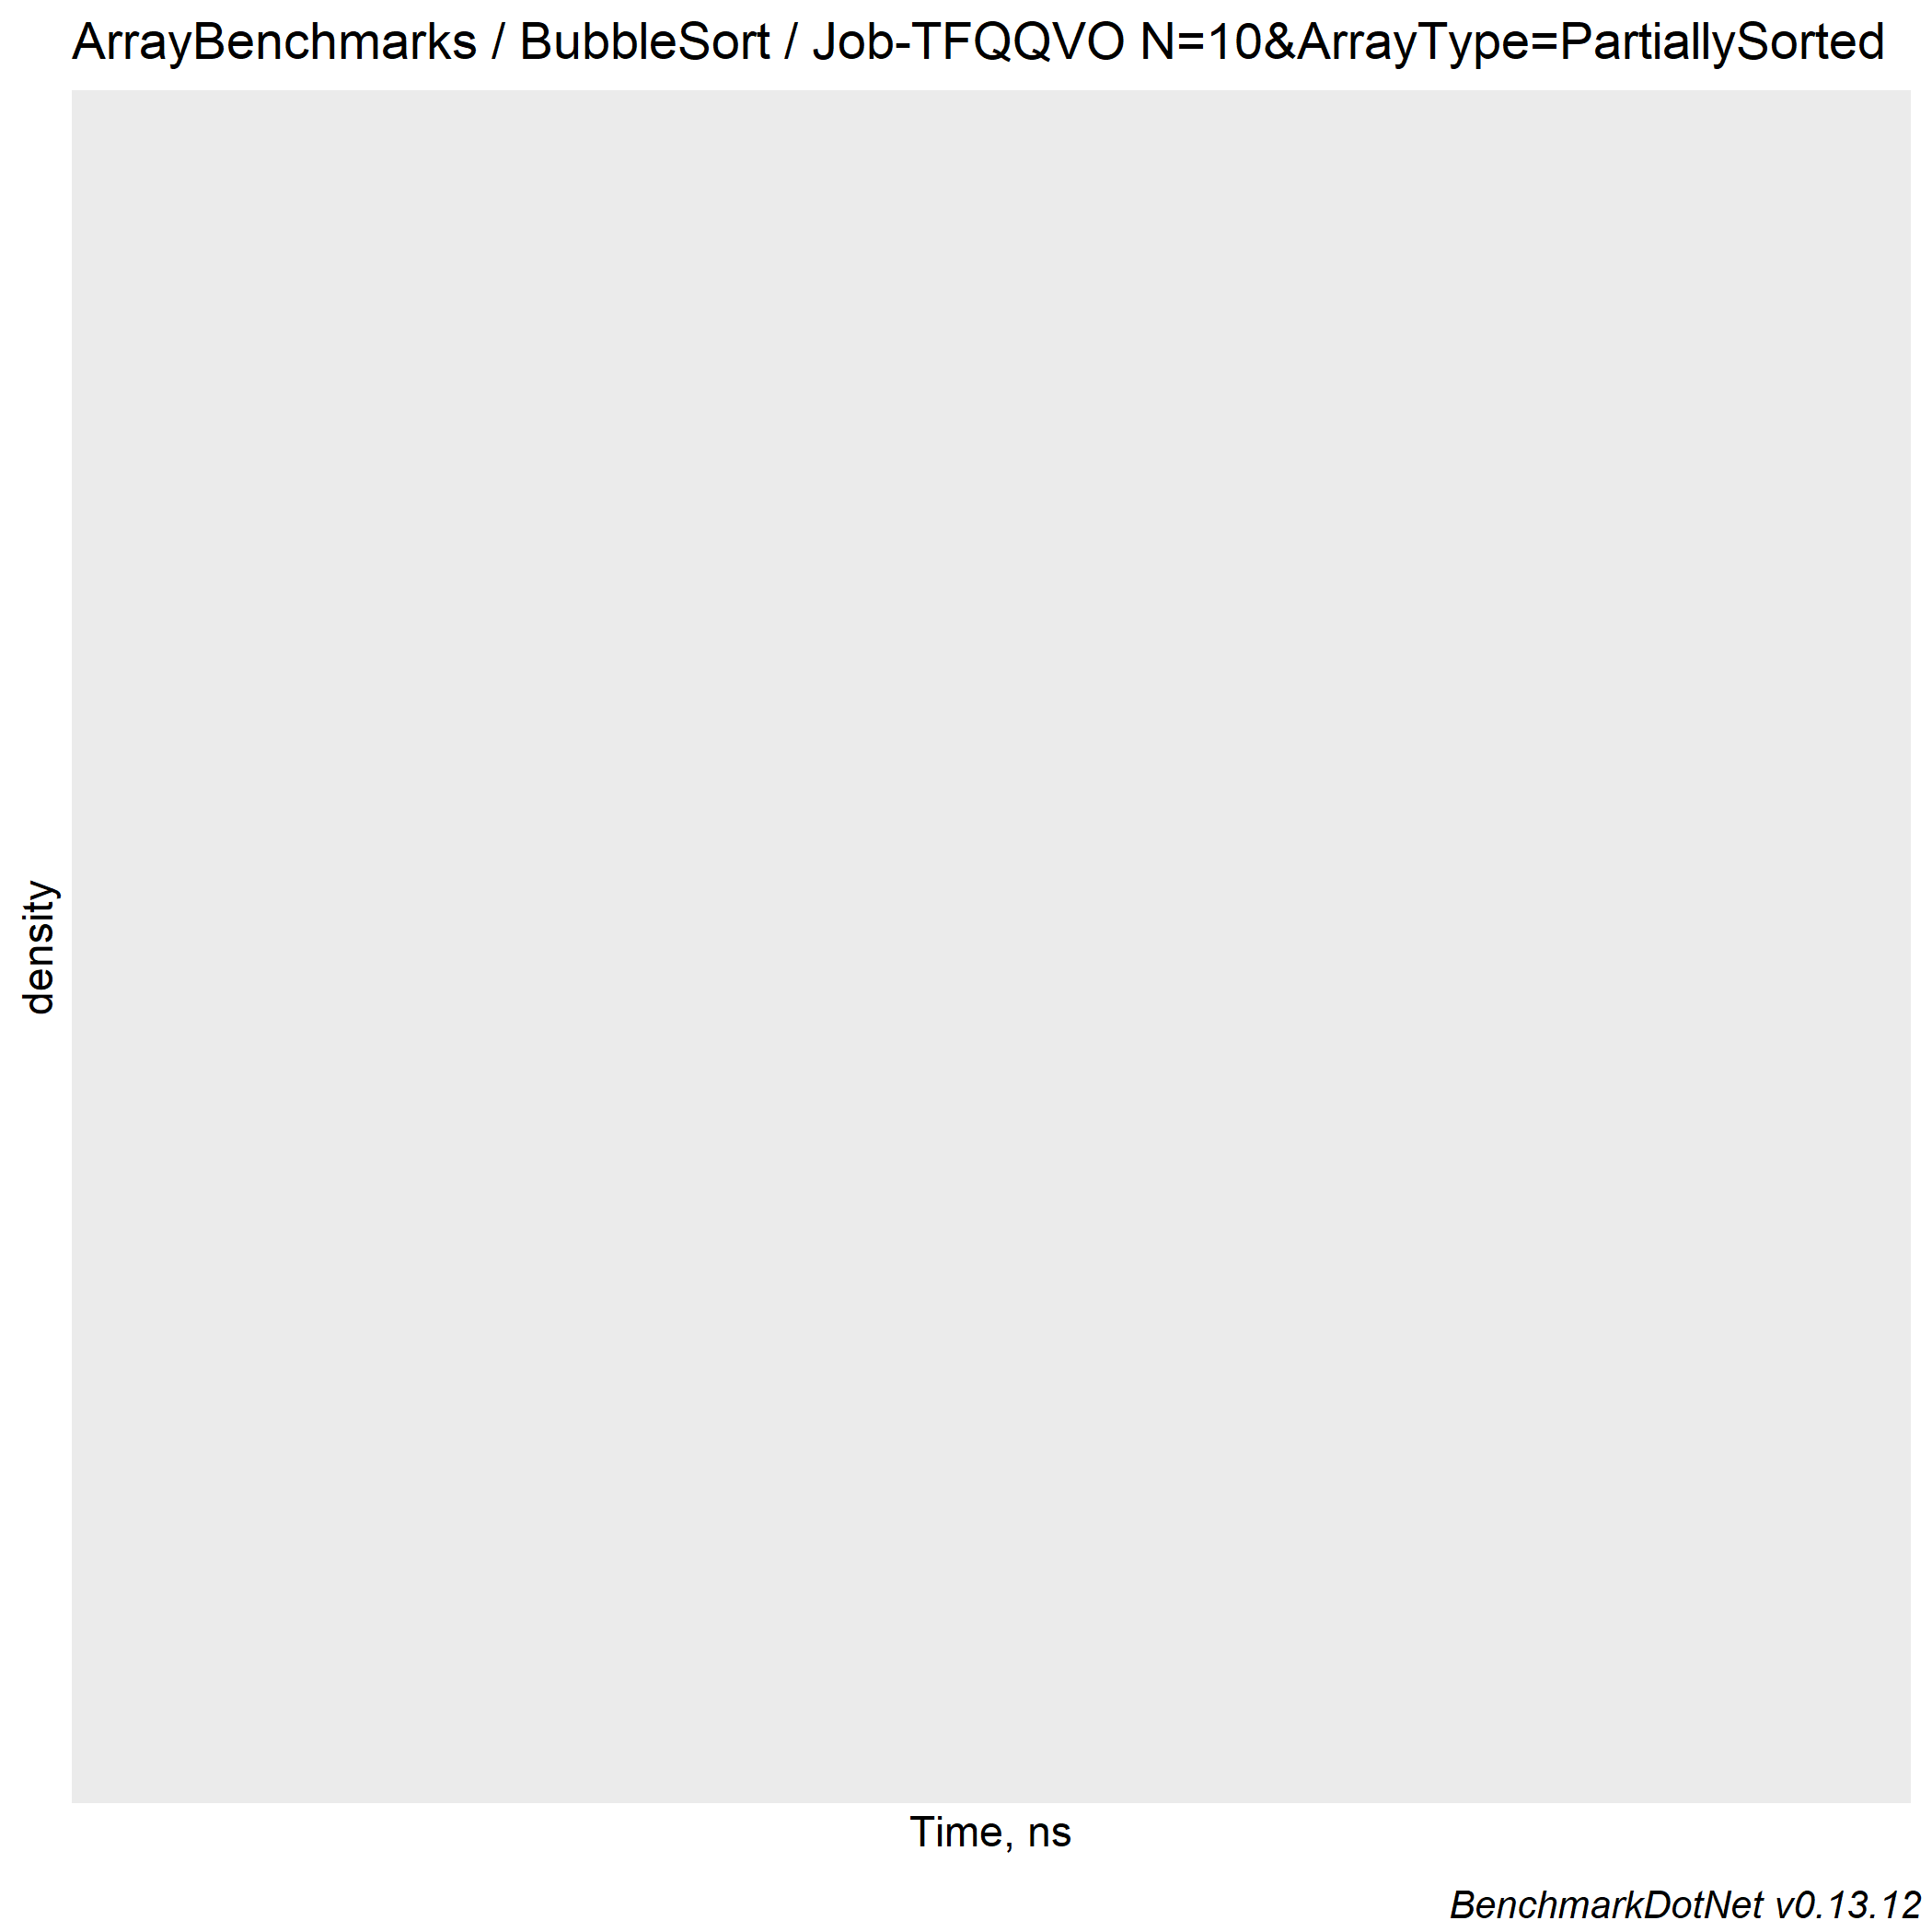 ArrayBenchmarks / BubbleSort / Job-TFQQVO N=10&ArrayType=PartiallySorted
density
Time, ns
BenchmarkDotNet v0.13.12